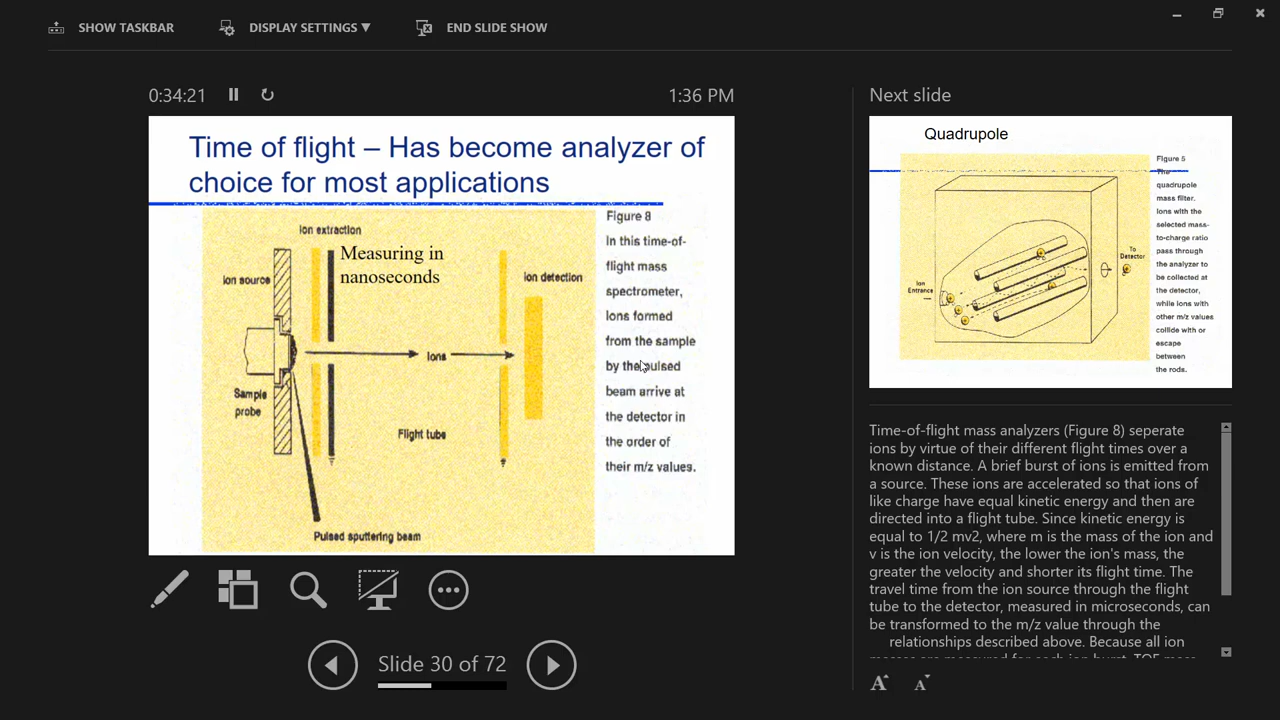 SHOW TASKBAR
DISPLAY SETTINGS ▼
END SLIDE SHOW
0:34:21
1:36 PM
Time of flight – Has become analyzer of
choice for most applications
Ion extraction
Measuring in
nanoseconds
Ion source
Ion detection
Ions
Sample
probe
Flight tube
Pulsed sputtering beam
Figure 8
In this time-of-
flight mass
spectrometer,
Ions formed
from the sample
by the pulsed
beam arrive at
the detector in
the order of
their m/z values.
Slide 30 of 72
Next slide
Quadrupole
Figure 5
The
quadrupole
mass filter.
Ions with the
selected mass-
to-charge ratio
pass through
the analyzer to
be collected at
the detector,
while Ions with
other m/z values
collide with or
escape
between
the rods.
Ion
Entrance
To
Detector
Time-of-flight mass analyzers (Figure 8) seperate
ions by virtue of their different flight times over a
known distance. A brief burst of ions is emitted from
a source. These ions are accelerated so that ions of
like charge have equal kinetic energy and then are
directed into a flight tube. Since kinetic energy is
equal to 1/2 mv2, where m is the mass of the ion and
v is the ion velocity, the lower the ion's mass, the
greater the velocity and shorter its flight time. The
travel time from the ion source through the flight
tube to the detector, measured in microseconds, can
be transformed to the m/z value through the
relationships described above. Because all ion
A A